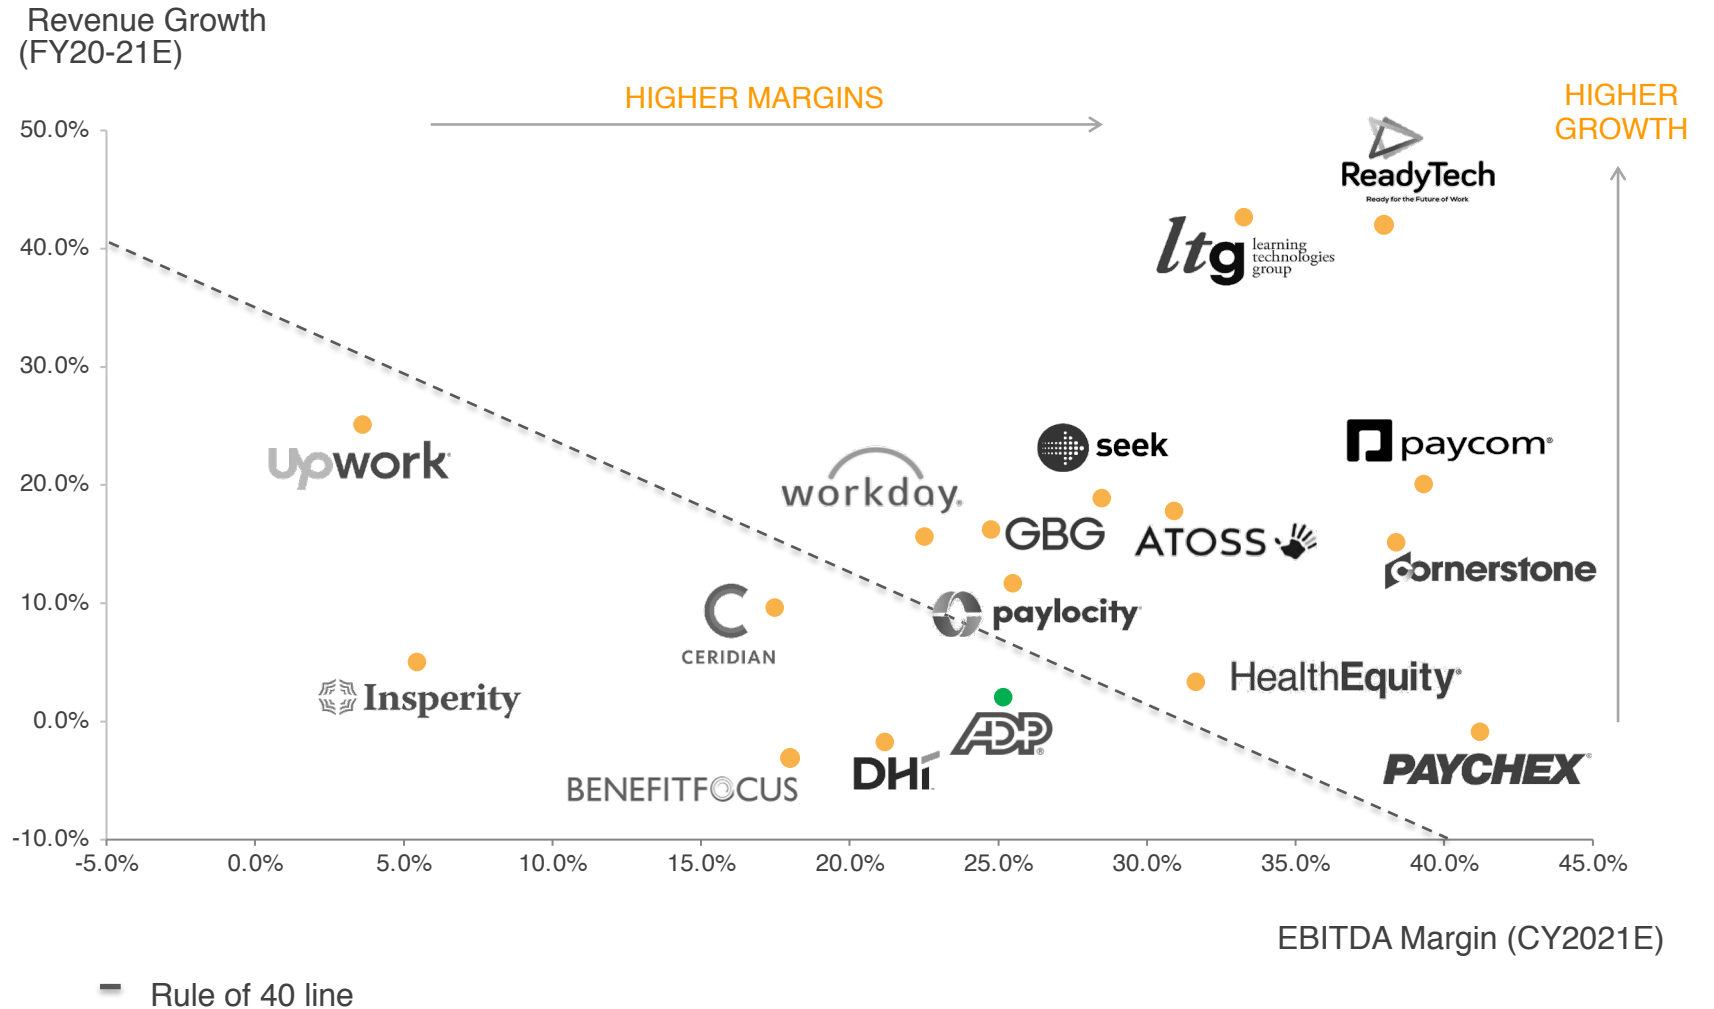 Revenue Growth
(FY20-21E)
HIGHER MARGINS
HIGHER
GROWTH
50.0%
40.0%
30.0%
20.0%
10.0%
0.0%
-10.0%
ReadyTech
Ready for the Future of Work
ltg learning
technologies
group
upwork
workday®
seek
paycom®
GBG
ATOSS
cornerstone
CERIDIAN
paylocity
Insperity
HealthEquity®
ADP®
BENEFITFOCUS
DHi
PAYCHEX®
-5.0% 0.0% 5.0% 10.0% 15.0% 20.0% 25.0% 30.0% 35.0% 40.0% 45.0%
EBITDA Margin (CY2021E)
Rule of 40 line